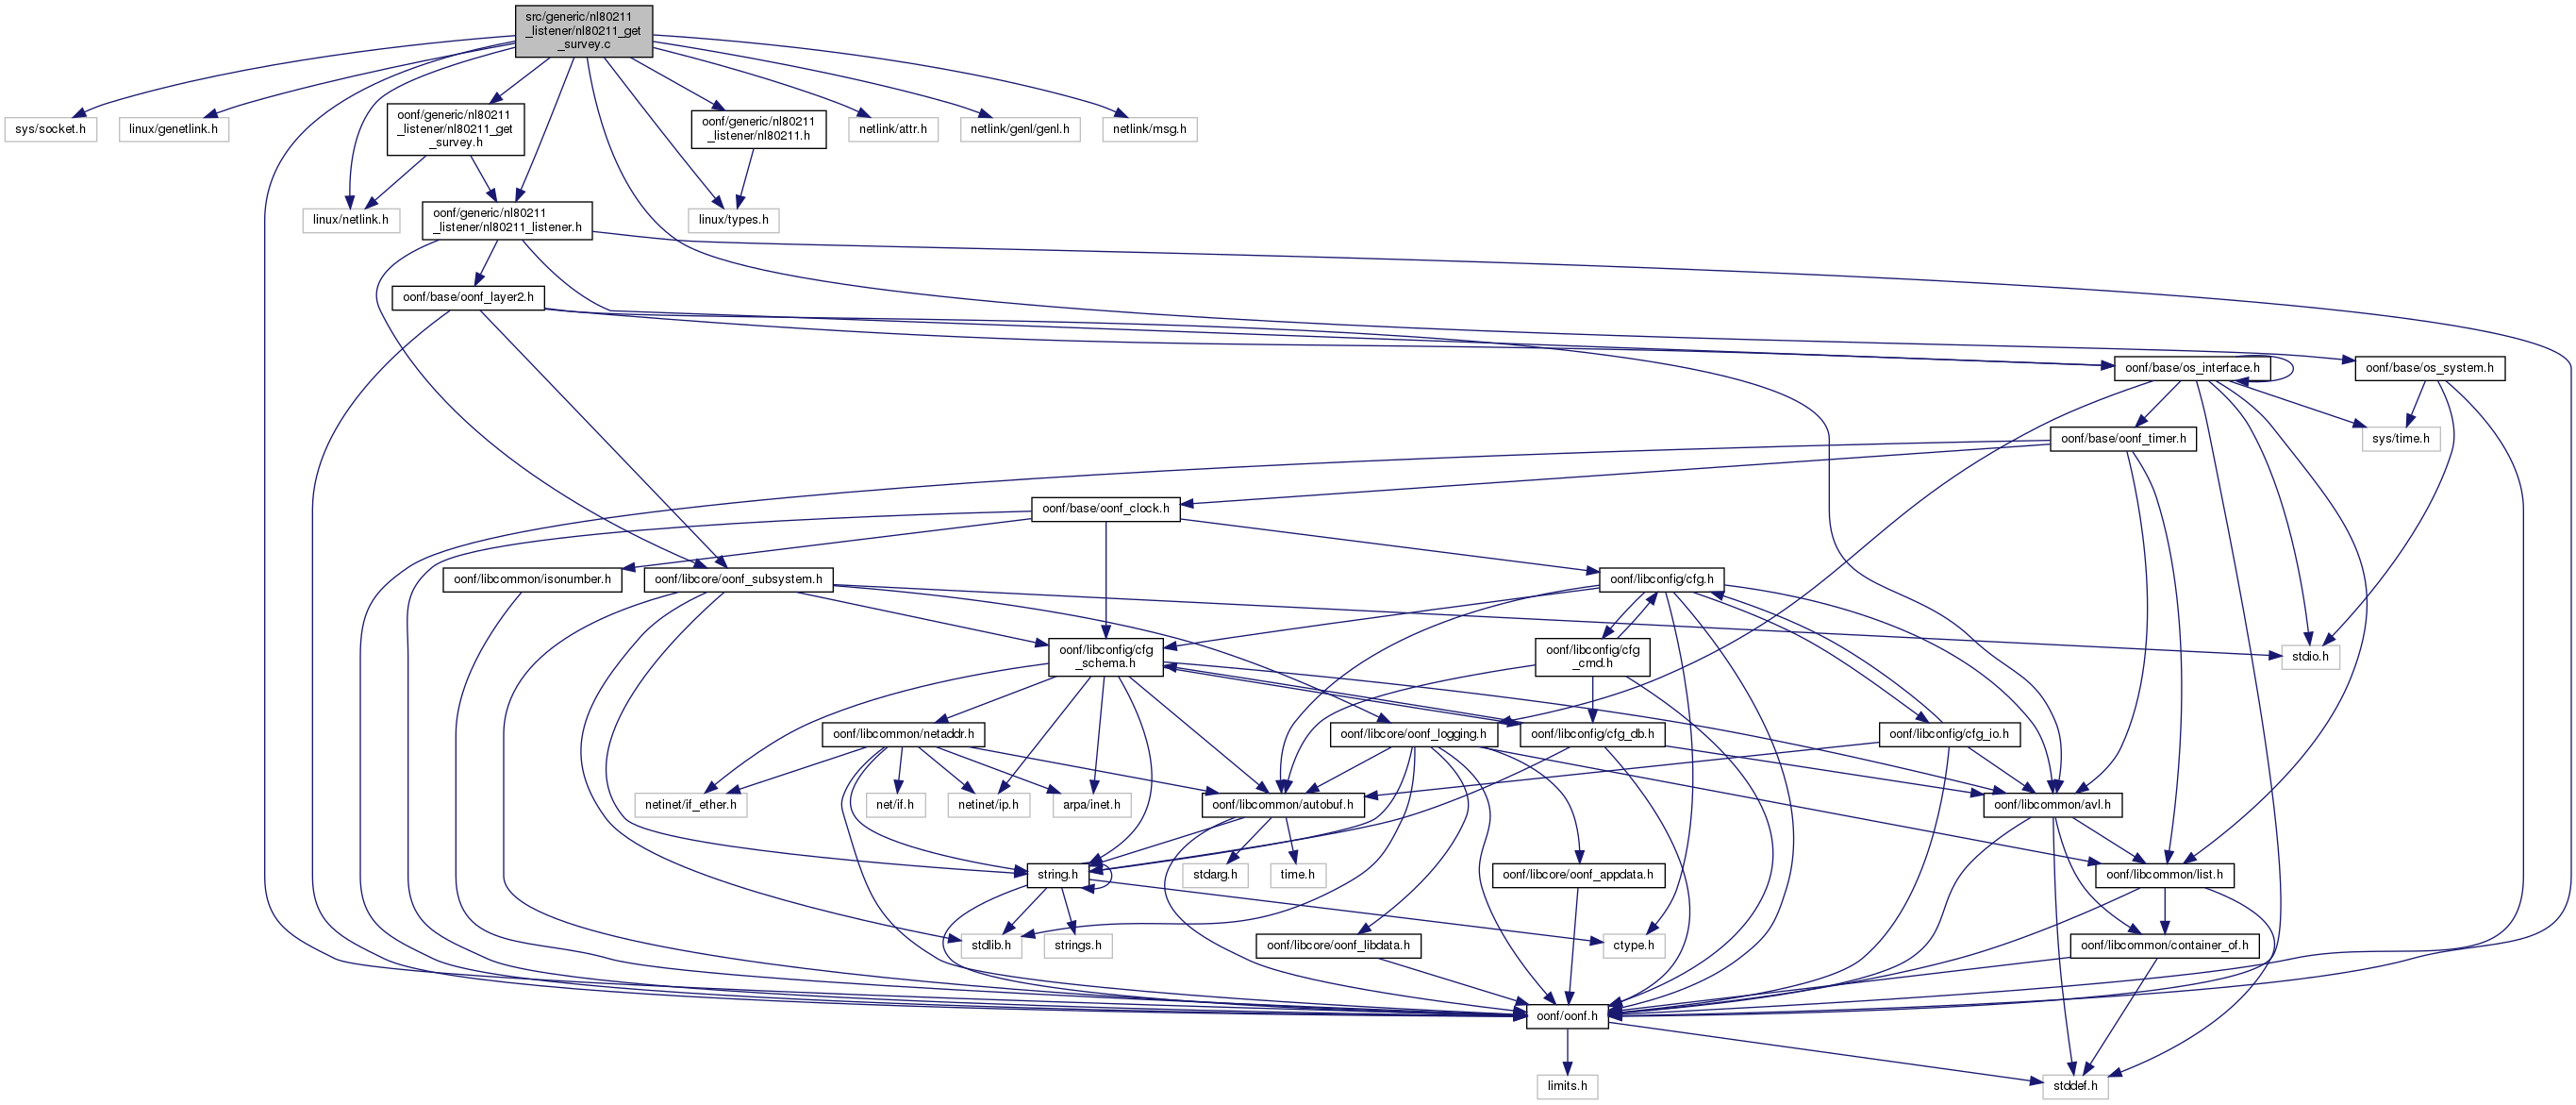 src/generic/nl80211
_listener/nl80211_get
_survey.c
sys/socket.h
linux/genetlink.h
oonf/generic/nl80211
_listener/nl80211_get
_survey.h
oonf/generic/nl80211
_listener/nl80211.h
netlink/attr.h
netlink/genl/genl.h
netlink/msg.h
linux/netlink.h
oonf/generic/nl80211
_listener/nl80211_listener.h
linux/types.h
oonf/base/oonf_layer2.h
oonf/base/os_interface.h
oonf/base/os_system.h
oonf/base/oonf_timer.h
sys/time.h
oonf/base/oonf_clock.h
oonf/libcommon/isonumber.h
oonf/libcore/oonf_subsystem.h
oonf/libconfig/cfg.h
oonf/libconfig/cfg
_schema.h
oonf/libconfig/cfg
_cmd.h
stdio.h
oonf/libcommon/netaddr.h
oonf/libcore/oonf_logging.h
oonf/libconfig/cfg_db.h
oonf/libconfig/cfg_io.h
netinet/if_ether.h
net/if.h
netinet/ip.h
arpa/inet.h
oonf/libcommon/autobuf.h
oonf/libcommon/avl.h
string.h
stdarg.h
time.h
oonf/libcore/oonf_appdata.h
oonf/libcommon/list.h
stdlib.h
strings.h
oonf/libcore/oonf_libdata.h
ctype.h
oonf/libcommon/container_of.h
oonf/oonf.h
limits.h
stddef.h